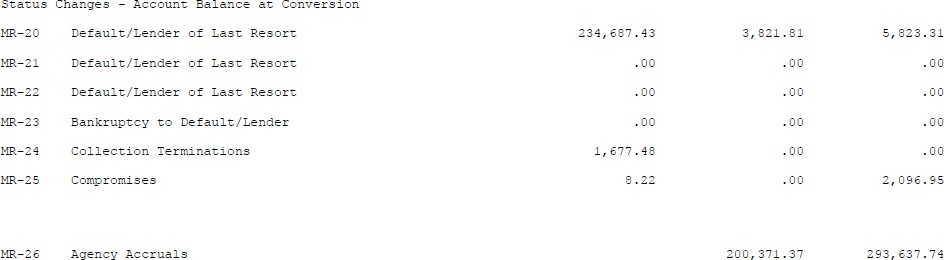 Status Changes - Account Balance at Conversion
MR-20 Default/Lender of Last Resort 234,687.43 3,821.81 5,823.31
MR-21 Default/Lender of Last Resort .00 .00 .00
MR-22 Default/Lender of Last Resort .00 .00 .00
MR-23 Bankruptcy to Default/Lender .00 .00 .00
MR-24 Collection Terminations 1,677.48 .00 .00
MR-25 Compromises 8.22 .00 2,096.95
MR-26 Agency Accruals 200,371.37 293,637.74